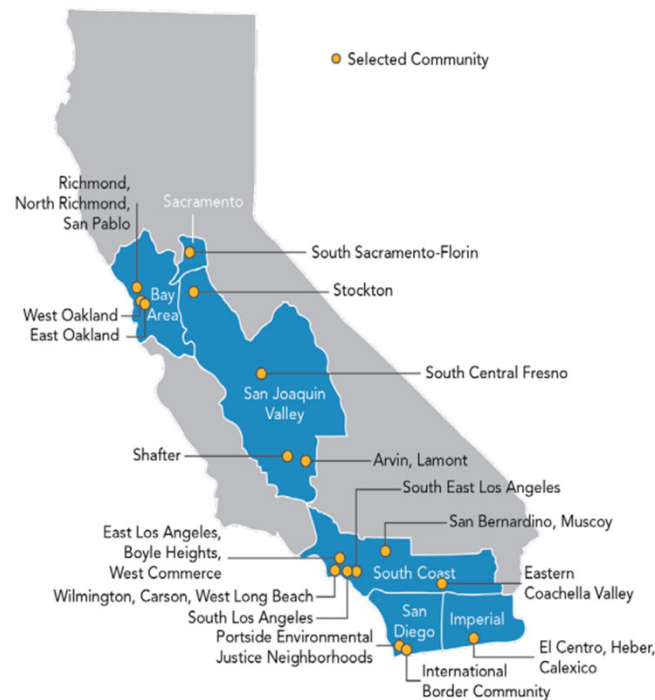 Selected Community
Richmond,
North Richmond,
San Pablo
Sacramento
South Sacramento-Florin
Stockton
Bay
Area
West Oakland
East Oakland
South Central Fresno
San Joaquin
Valley
Shafter
Arvin, Lamont
South East Los Angeles
San Bernardino, Muscoy
East Los Angeles,
Boyle Heights,
West Commerce
South Coast
Eastern
Coachella Valley
Wilmington, Carson, West Long Beach
South Los Angeles
Portside Environmental
Justice Neighborhoods
San
Diego
Imperial
El Centro, Heber,
Calexico
International
Border Community